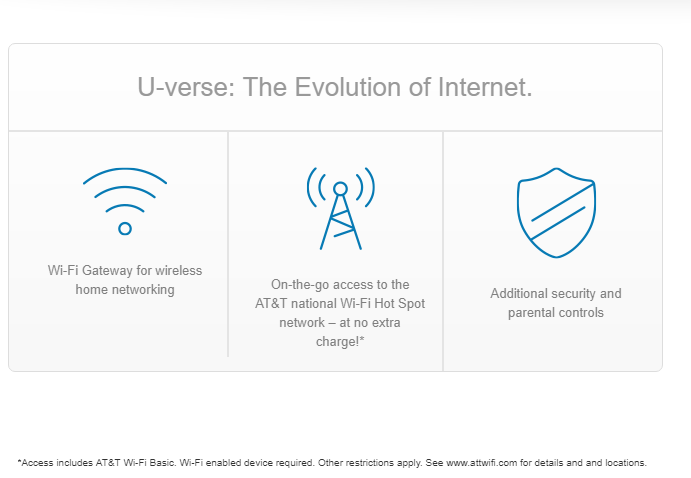 U-verse: The Evolution of Internet.
Wi-Fi Gateway for wireless
home networking
On-the-go access to the
AT&T national Wi-Fi Hot Spot
network – at no extra
charge!*
Additional security and
parental controls
*Access includes AT&T Wi-Fi Basic. Wi-Fi enabled device required. Other restrictions apply. See www.attwifi.com for details and and locations.